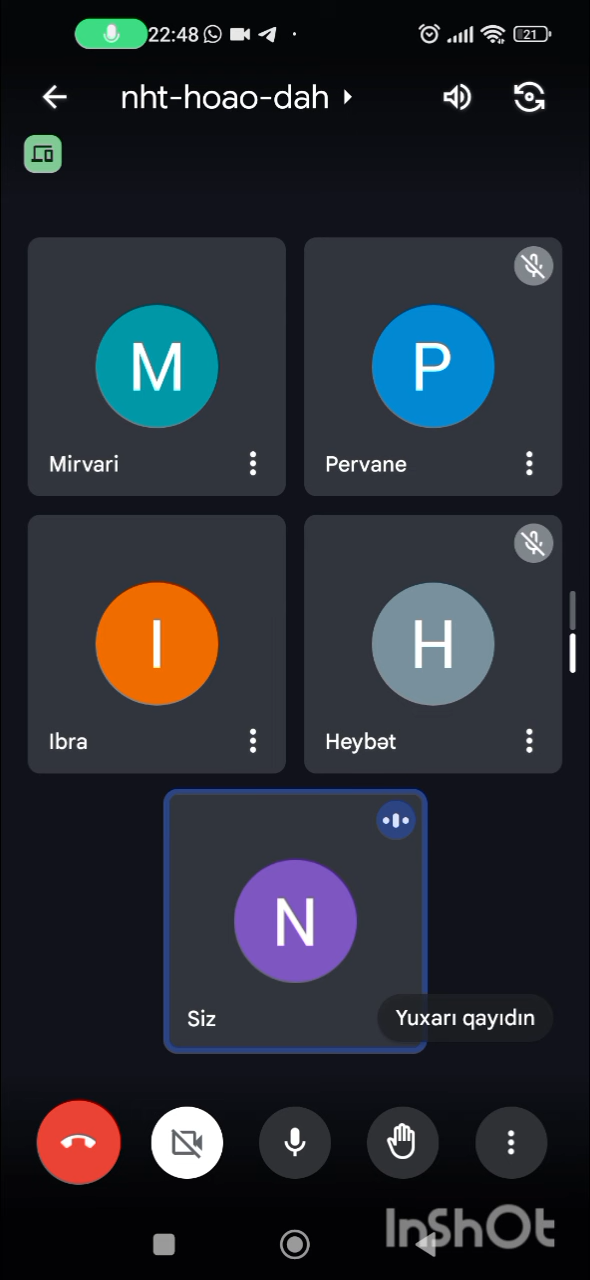 22:48
21
nht-hoao-dah
M
Mirvari
P
Pervane
I
Ibra
H
Heybət
N
Siz
Yuxarı qayıdın
InShOt